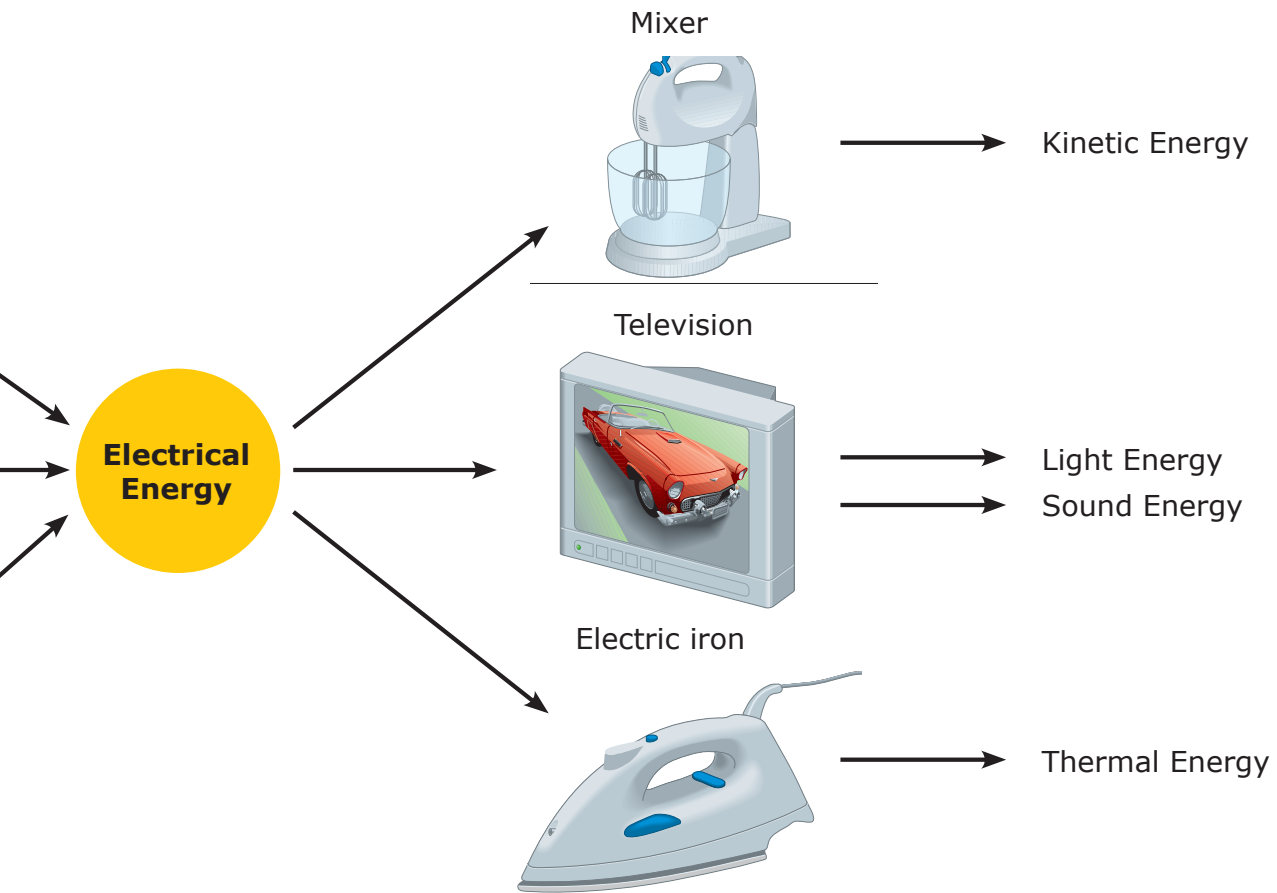 Mixer
Kinetic Energy
Television
Electrical
Energy
Light Energy
Sound Energy
Electric iron
Thermal Energy